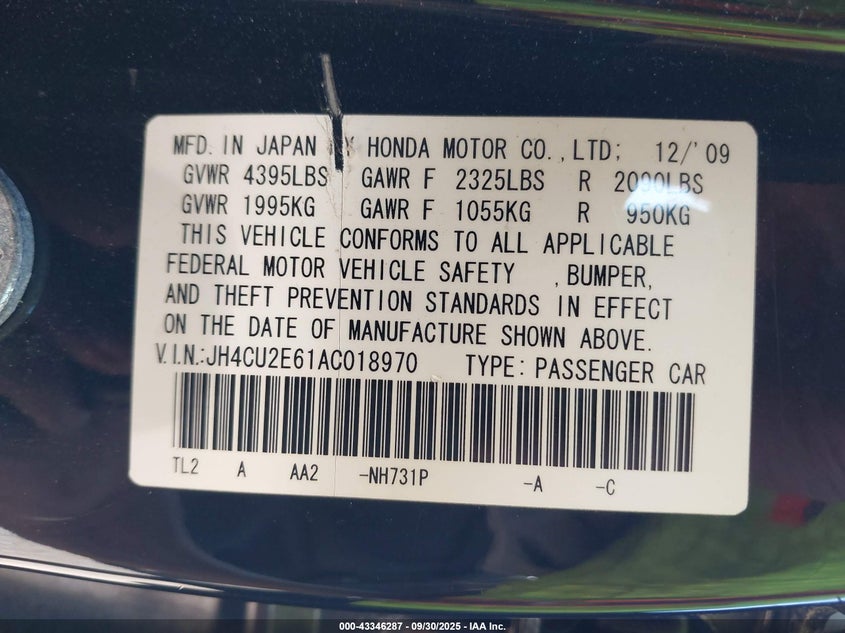 MFD. IN JAPAN BY HONDA MOTOR CO., LTD; 12/'09
GVWR 4395LBS GAWR F 2325LBS R 2090LBS
GVWR 1995KG GAWR F 1055KG R 950KG
THIS VEHICLE CONFORMS TO ALL APPLICABLE
FEDERAL MOTOR VEHICLE SAFETY , BUMPER,
AND THEFT PREVENTION STANDARDS IN EFFECT
ON THE DATE OF MANUFACTURE SHOWN ABOVE.
V.I.N.:JH4CU2E61AC018970 TYPE: PASSENGER CAR
TL2 A AA2 -NH731P -A -C
000-43346287 - 09/30/2025 - IAA Inc.